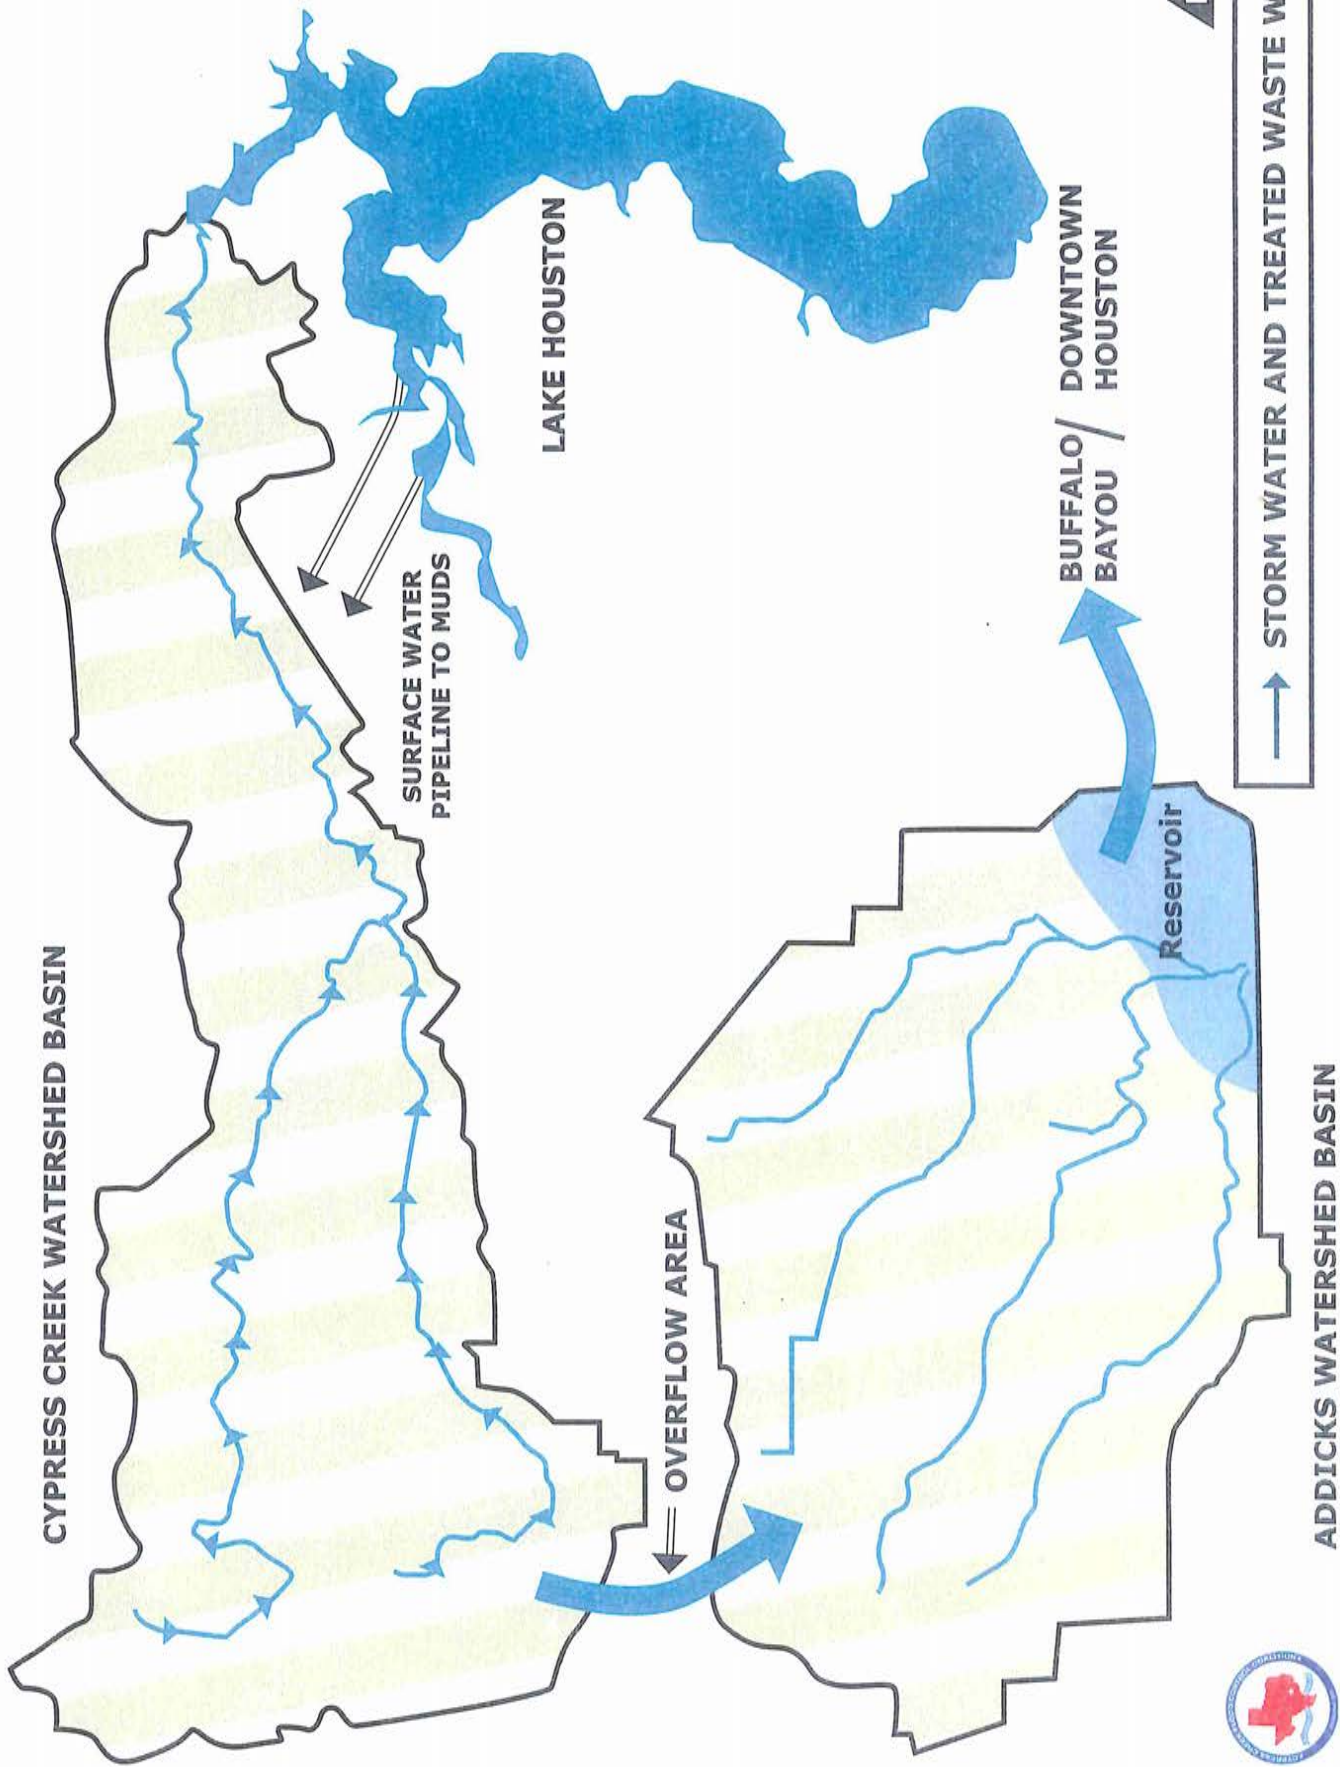 CYPRESS CREEK WATERSHED BASIN
LAKE HOUSTON
SURFACE WATER
PIPELINE TO MUDS
OVERFLOW AREA
BUFFALO/ DOWNTOWN
BAYOU / HOUSTON
Reservoir
STORM WATER AND TREATED WASTE W
ADDICKS WATERSHED BASIN